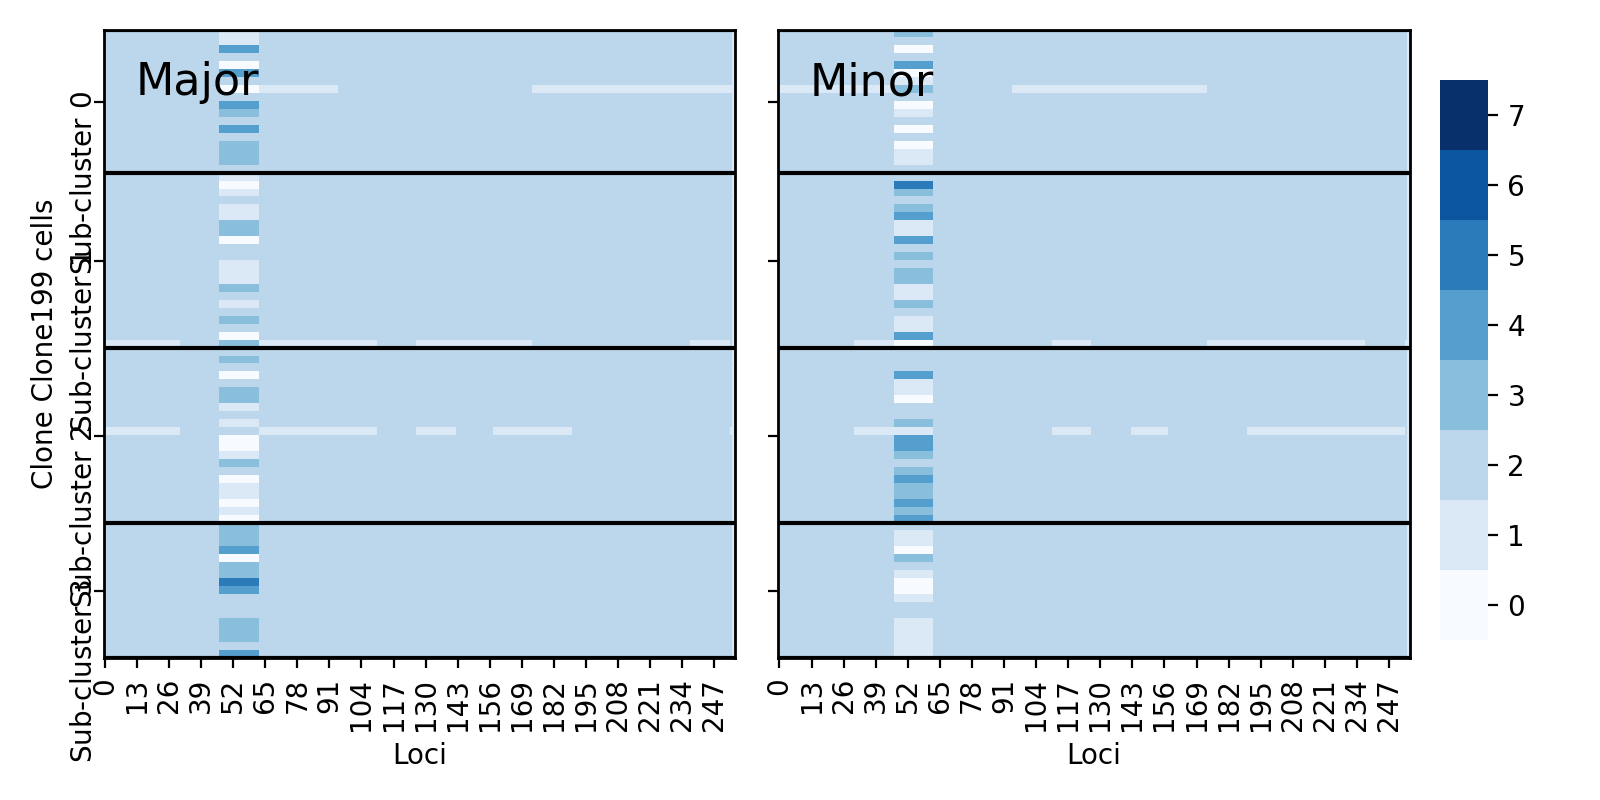 Major
Minor
Clone Clone199 cells
Sub-cluster 0
Sub-cluster 1
Sub-cluster 2
Sub-cluster 3
0 13 26 39 52 65 78 91 104 117 130 143 156 169 182 195 208 221 234 247
Loci
0 13 26 39 52 65 78 91 104 117 130 143 156 169 182 195 208 221 234 247
Loci
7
6
5
4
3
2
1
0